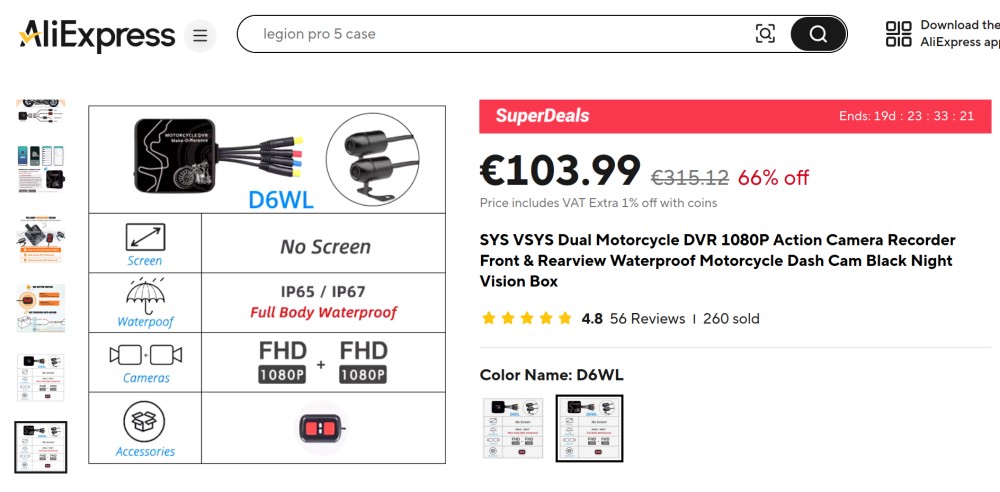 AliExpress
legion pro 5 case
Download the
AliExpress app
MOTORCYCLE DVR
Make Difference
D6WL
Screen
No Screen
Waterpoof
IP65 / IP67
Full Body Waterproof
Cameras
FHD + FHD
1080P 1080P
Accessories
SuperDeals
Ends: 19d : 23 : 33 : 21
€103.99 €315.12 66% off
Price includes VAT Extra 1% off with coins
SYS VSYS Dual Motorcycle DVR 1080P Action Camera Recorder
Front & Rearview Waterproof Motorcycle Dash Cam Black Night
Vision Box
4.8 56 Reviews I 260 sold
Color Name: D6WL